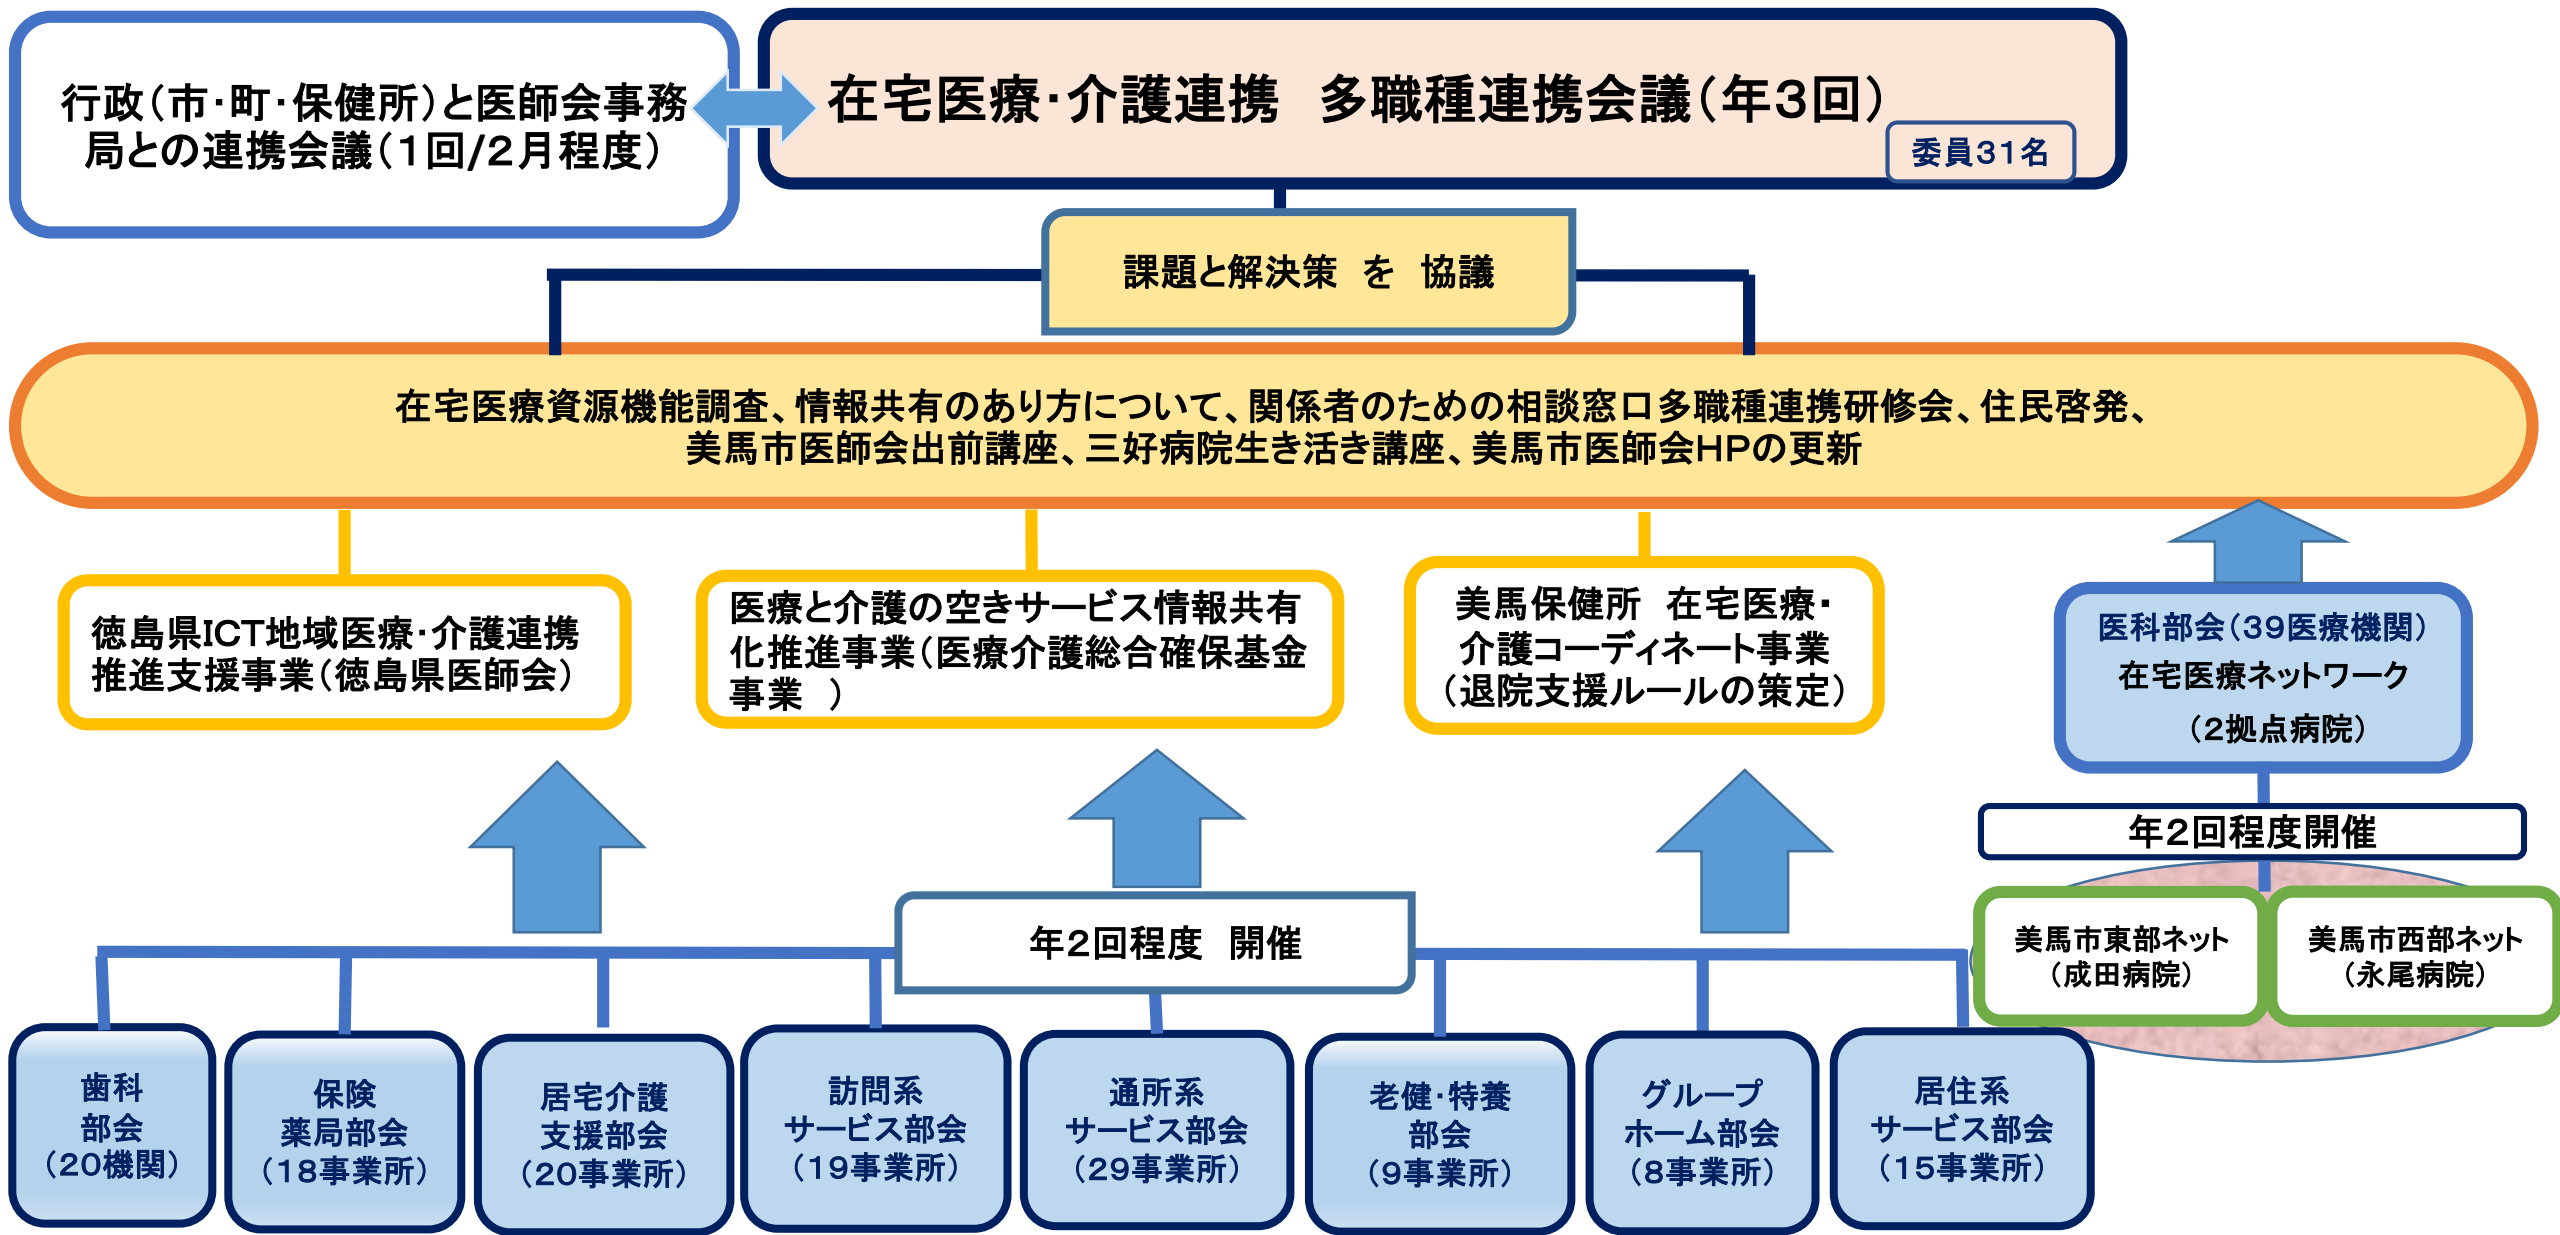 行政（市・町・保健所）と医師会事務
局との連携会議（１回/２月程度）
在宅医療・介護連携　多職種連携会議（年３回）
委員３１名
課題と解決策　を　協議
在宅医療資源機能調査、情報共有のあり方について、関係者のための相談窓口多職種連携研修会、住民啓発、
美馬市医師会出前講座、三好病院生き活き講座、美馬市医師会ＨＰの更新
徳島県ICT地域医療・介護連携
推進支援事業（徳島県医師会）
医療と介護の空きサービス情報共有
化推進事業（医療介護総合確保基金
事業　）
美馬保健所　在宅医療・
介護コーディネート事業
（退院支援ルールの策定）
医科部会（３９医療機関）
在宅医療ネットワーク
（２拠点病院）
年２回程度開催
美馬市東部ネット
（成田病院）
美馬市西部ネット
（永尾病院）
年２回程度　開催
歯科
部会
（２０機関）
保険
薬局部会
（１８事業所）
居宅介護
支援部会
（２０事業所）
訪問系
サービス部会
（１９事業所）
通所系
サービス部会
（２９事業所）
老健・特養
部会
（９事業所）
グループ
ホーム部会
（８事業所）
居住系
サービス部会
（１５事業所）